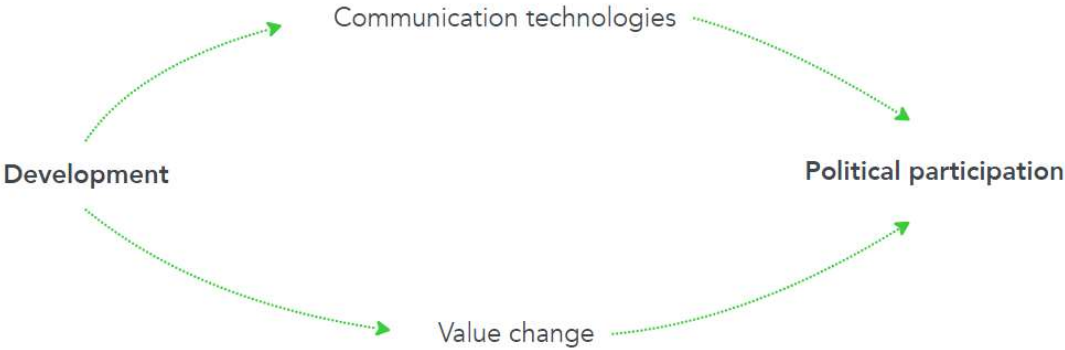 Communication technologies
Development
Political participation
Value change